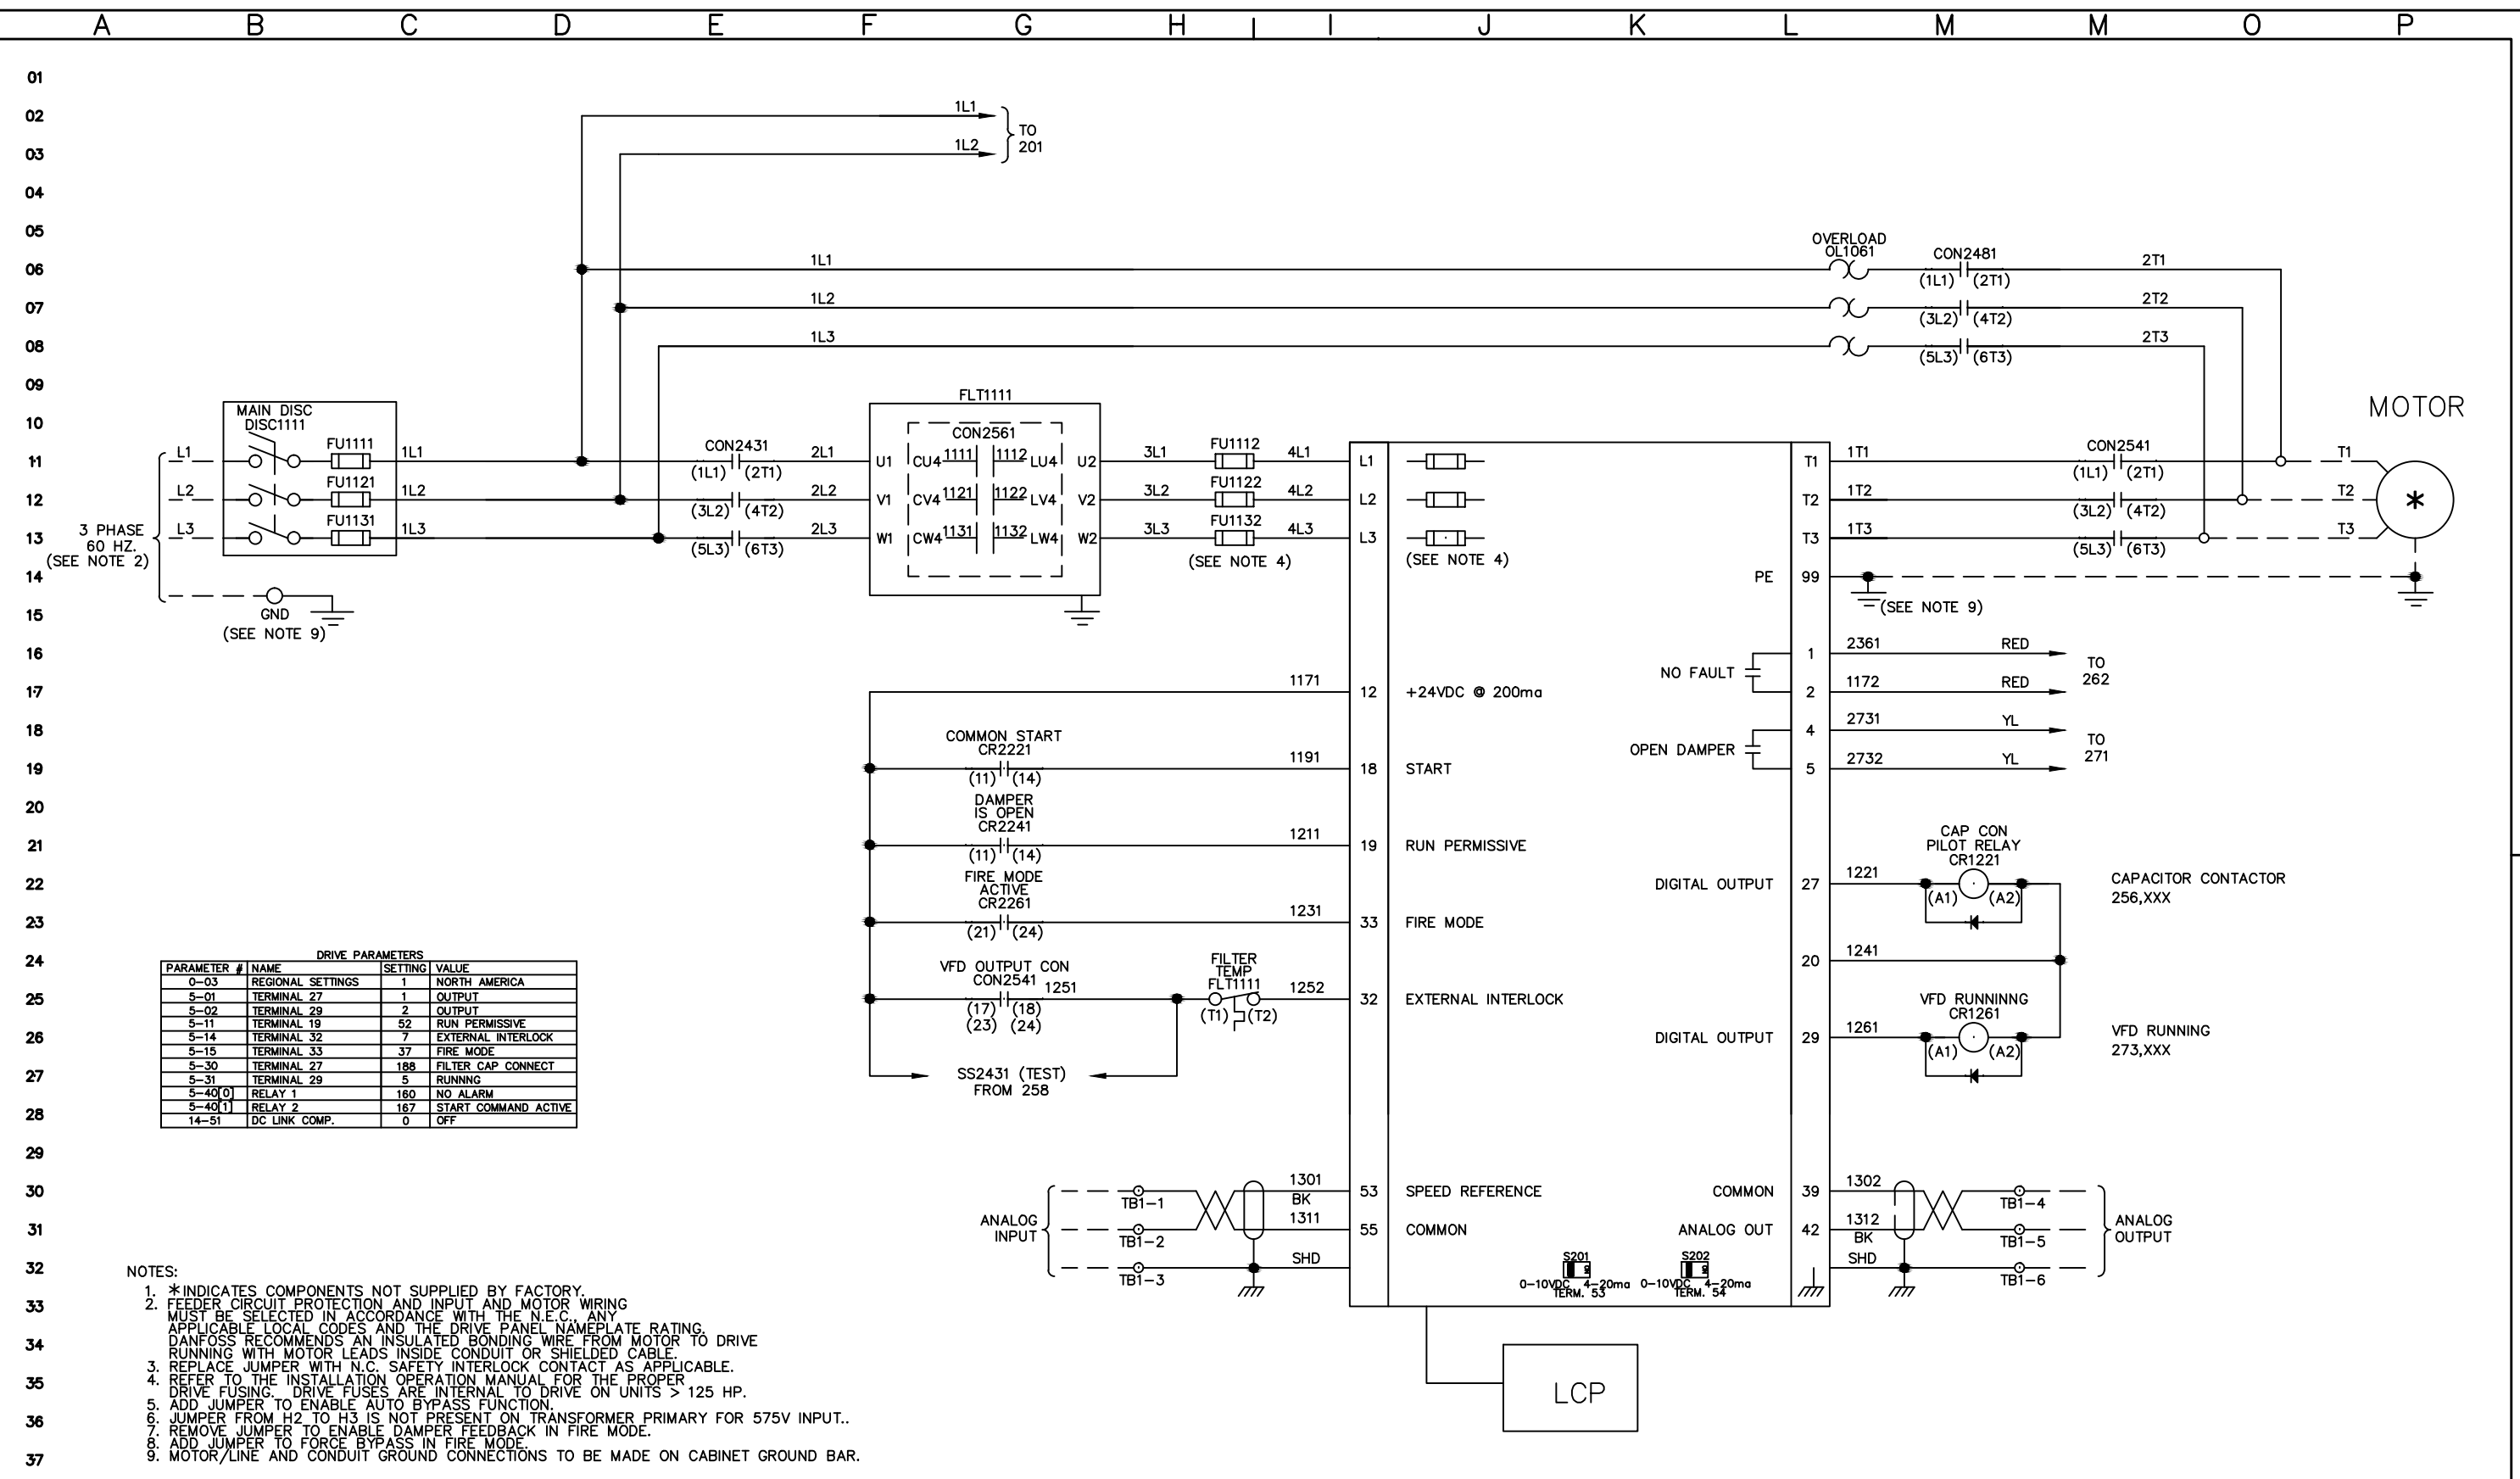 A B C D E F G H I J K L M M O P
01
02
03
04
05
06
07
08
09
10
11
12
13
14
15
16
17
18
19
20
21
22
23
24
25
26
27
28
29
30
31
32
33
34
35
36
37
1L1
1L2
TO
201
1L1
1L2
1L3
OVERLOAD
OL1061
CON2481
(1L1) (2T1)
(3L2) (4T2)
(5L3) (6T3)
2T1
2T2
2T3
3 PHASE
60 HZ.
(SEE NOTE 2)
L1
L2
L3
MAIN DISC
DISC1111
FU1111
FU1121
FU1131
1L1
1L2
1L3
GND
(SEE NOTE 9)
CON2431
(1L1) (2T1)
(3L2) (4T2)
(5L3) (6T3)
2L1
2L2
2L3
FLT1111
CON2561
U1 CU4 1111 1112 LU4 U2
V1 CV4 1121 1122 LV4 V2
W1 CW4 1131 1132 LW4 W2
3L1
3L2
3L3
FU1112
FU1122
FU1132
(SEE NOTE 4)
4L1
4L2
4L3
L1
L2
L3
(SEE NOTE 4)
T1
T2
T3
PE 99
1T1
1T2
1T3
(SEE NOTE 9)
CON2541
(1L1) (2T1)
(3L2) (4T2)
(5L3) (6T3)
T1
T2
T3
MOTOR
*
NO FAULT
1 2361 RED
2 1172 RED
TO
262
OPEN DAMPER
4 2731 YL
5 2732 YL
TO
271
1171 12 +24VDC @ 200ma
COMMON START
CR2221
(11) (14)
1191 18 START
DAMPER
IS OPEN
CR2241
(11) (14)
1211 19 RUN PERMISSIVE
FIRE MODE
ACTIVE
CR2261
(21) (24)
1231 33 FIRE MODE
VFD OUTPUT CON
CON2541
1251
(17) (18)
(23) (24)
FILTER
TEMP
FLT1111
(T1) (T2)
1252 32 EXTERNAL INTERLOCK
SS2431 (TEST)
FROM 258
CAP CON
PILOT RELAY
CR1221
DIGITAL OUTPUT 27 1221
(A1) (A2)
CAPACITOR CONTACTOR
256,XXX
20 1241
VFD RUNNINNG
CR1261
DIGITAL OUTPUT 29 1261
(A1) (A2)
VFD RUNNING
273,XXX
DRIVE PARAMETERS
PARAMETER # NAME SETTING VALUE
0-03 REGIONAL SETTINGS 1 NORTH AMERICA
5-01 TERMINAL 27 1 OUTPUT
5-02 TERMINAL 29 2 OUTPUT
5-11 TERMINAL 19 52 RUN PERMISSIVE
5-14 TERMINAL 32 7 EXTERNAL INTERLOCK
5-15 TERMINAL 33 37 FIRE MODE
5-30 TERMINAL 27 188 FILTER CAP CONNECT
5-31 TERMINAL 29 5 RUNNNG
5-40[0] RELAY 1 160 NO ALARM
5-40[1] RELAY 2 167 START COMMAND ACTIVE
14-51 DC LINK COMP. 0 OFF
ANALOG
INPUT
TB1-1
TB1-2
TB1-3
1301
BK
1311
SHD
53 SPEED REFERENCE
55 COMMON
COMMON 39
ANALOG OUT 42
1302
1312
BK
SHD
TB1-4
TB1-5
TB1-6
ANALOG
OUTPUT
S201
0-10VDC 4-20ma
TERM. 53
S202
0-10VDC 4-20ma
TERM. 54
LCP
NOTES:
1. *INDICATES COMPONENTS NOT SUPPLIED BY FACTORY.
2. FEEDER CIRCUIT PROTECTION AND INPUT AND MOTOR WIRING
MUST BE SELECTED IN ACCORDANCE WITH THE N.E.C., ANY
APPLICABLE LOCAL CODES AND THE DRIVE PANEL NAMEPLATE RATING.
DANFOSS RECOMMENDS AN INSULATED BONDING WIRE FROM MOTOR TO DRIVE
RUNNING WITH MOTOR LEADS INSIDE CONDUIT OR SHIELDED CABLE.
3. REPLACE JUMPER WITH N.C. SAFETY INTERLOCK CONTACT AS APPLICABLE.
4. REFER TO THE INSTALLATION OPERATION MANUAL FOR THE PROPER
DRIVE FUSING. DRIVE FUSES ARE INTERNAL TO DRIVE ON UNITS > 125 HP.
5. ADD JUMPER TO ENABLE AUTO BYPASS FUNCTION.
6. JUMPER FROM H2 TO H3 IS NOT PRESENT ON TRANSFORMER PRIMARY FOR 575V INPUT..
7. REMOVE JUMPER TO ENABLE DAMPER FEEDBACK IN FIRE MODE.
8. ADD JUMPER TO FORCE BYPASS IN FIRE MODE.
9. MOTOR/LINE AND CONDUIT GROUND CONNECTIONS TO BE MADE ON CABINET GROUND BAR.